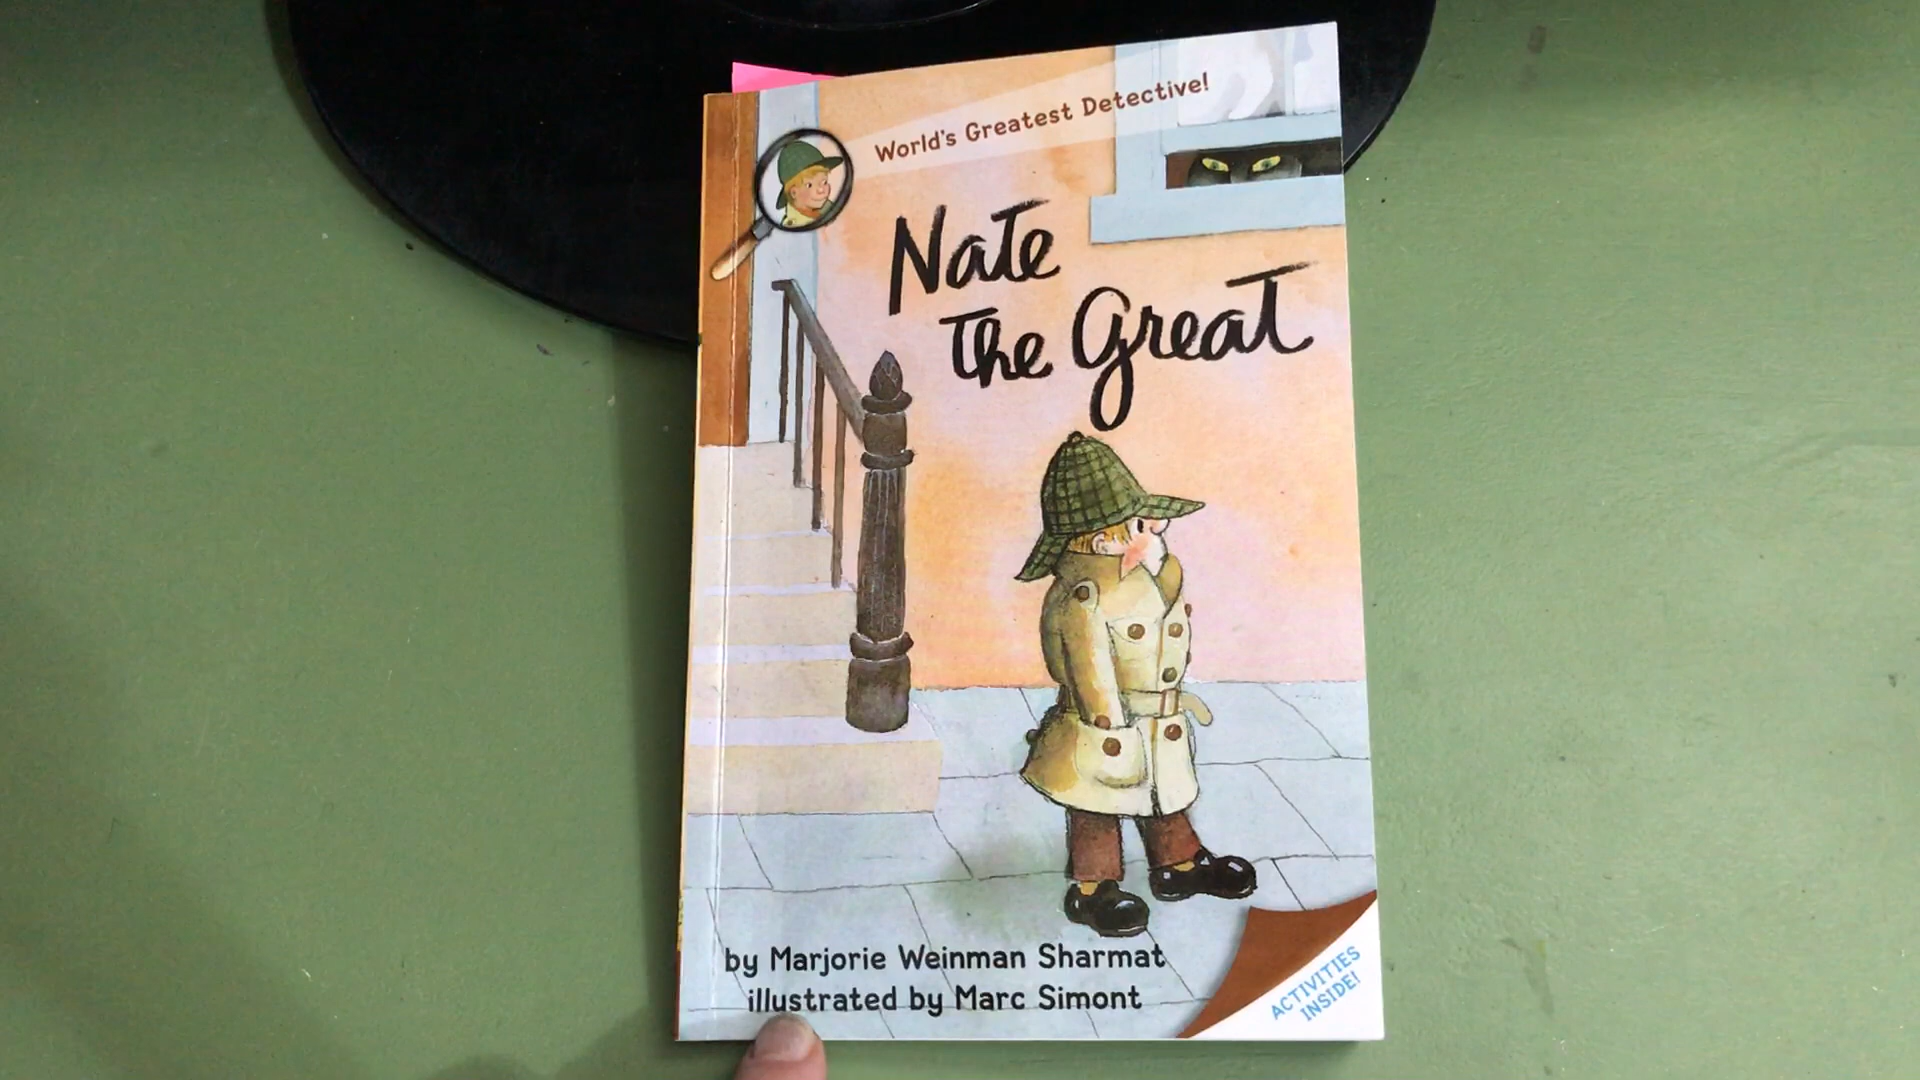 World's Greatest Detective!
Nate
The Great
by Marjorie Weinman Sharmat
illustrated by Marc Simont
ACTIVITIES
INSIDE!